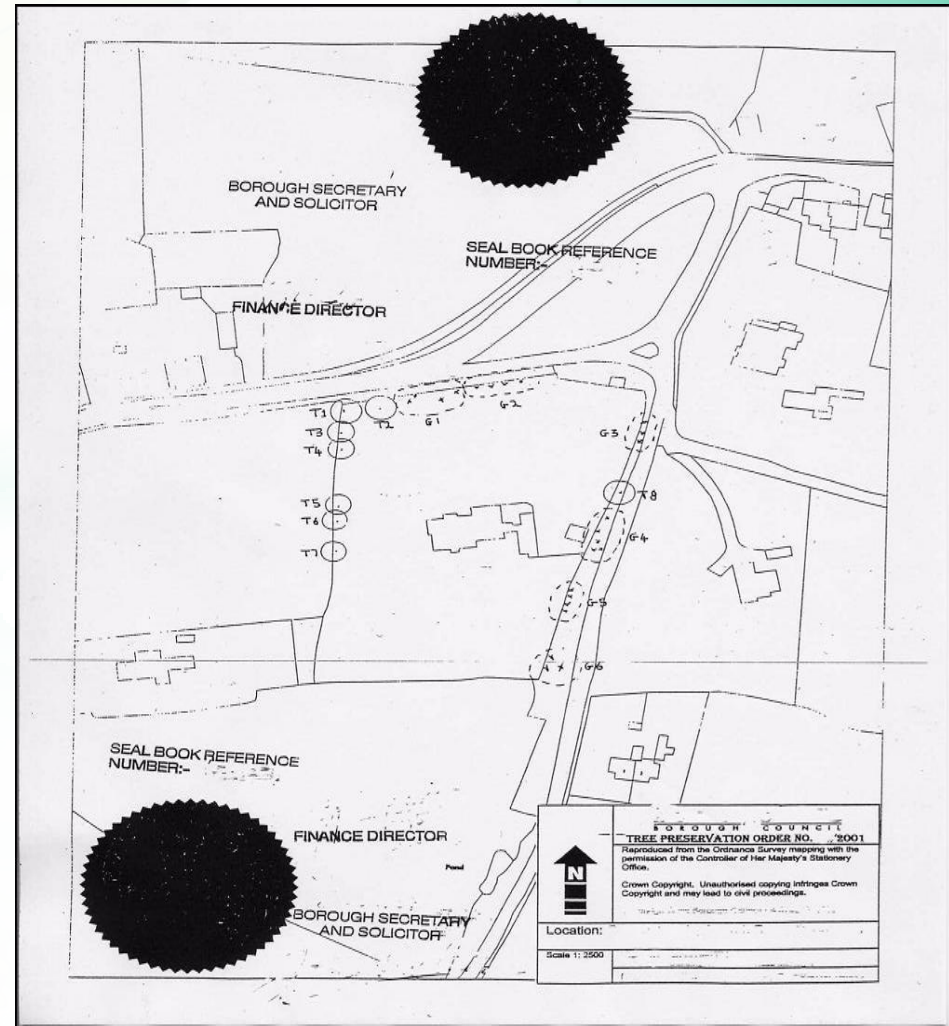 BOROUGH SECRETARY
AND SOLICITOR
SEAL BOOK REFERENCE
NUMBER:-
FINANCE DIRECTOR
T1
T2
G1
G2
T3
T4
G3
T5
T6
T8
G4
T7
G5
G6
SEAL BOOK REFERENCE
NUMBER:-
FINANCE DIRECTOR
Pond
BOROUGH SECRETARY
AND SOLICITOR
N
BOROUGH COUNCIL
TREE PRESERVATION ORDER NO. 2001
Reproduced from the Ordnance Survey mapping with the
permission of the Controller of Her Majesty's Stationery
Office.
Crown Copyright. Unauthorised copying infringes Crown
Copyright and may lead to civil proceedings.
Location:
Scale 1: 2500